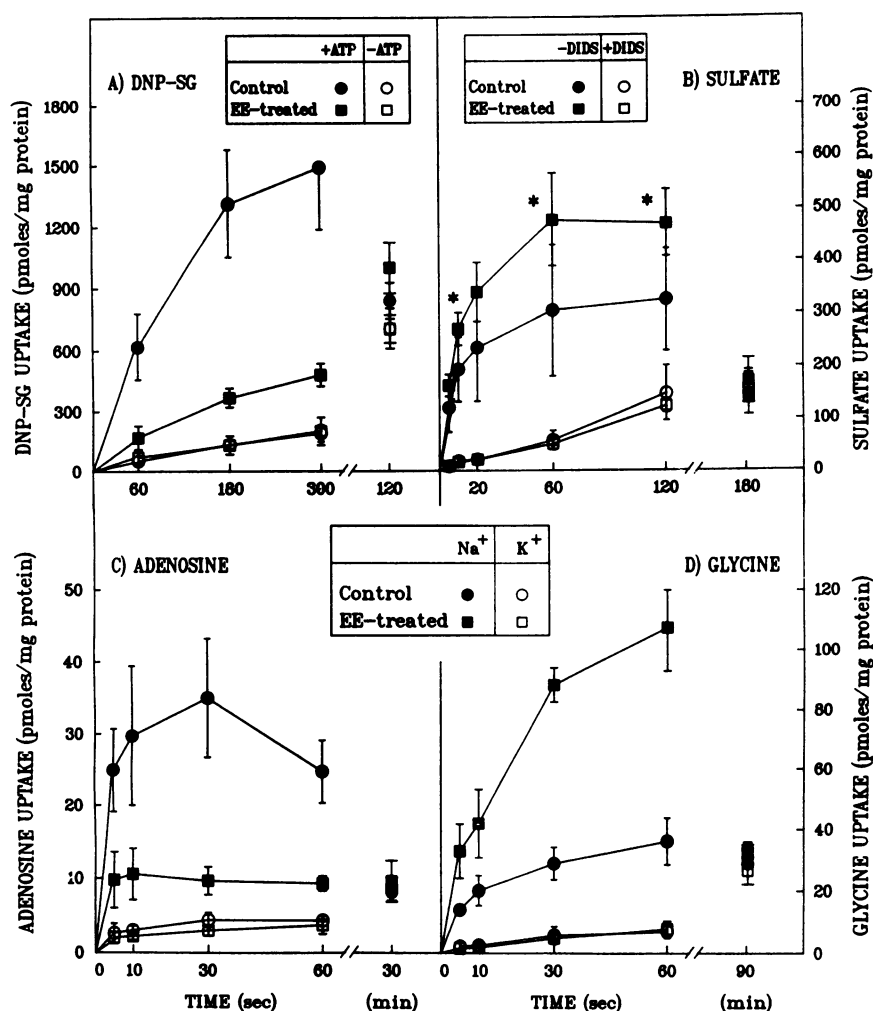 +ATP -ATP
Control
EE-treated
A) DNP-SG
-DIDS +DIDS
Control
EE-treated
B) SULFATE
DNP-SG UPTAKE (pmoles/mg protein)
1800
1500
1200
900
600
300
0
60 180 300 120
SULFATE UPTAKE (pmoles/mg protein)
700
600
500
400
300
200
100
0
* * *
20 60 120 180
Na+ K+
Control
EE-treated
C) ADENOSINE
D) GLYCINE
ADENOSINE UPTAKE (pmoles/mg protein)
50
40
30
20
10
0
0 10 30 60 30
TIME (sec) (min)
GLYCINE UPTAKE (pmoles/mg protein)
120
100
80
60
40
20
0
0 10 30 60 90
TIME (sec) (min)